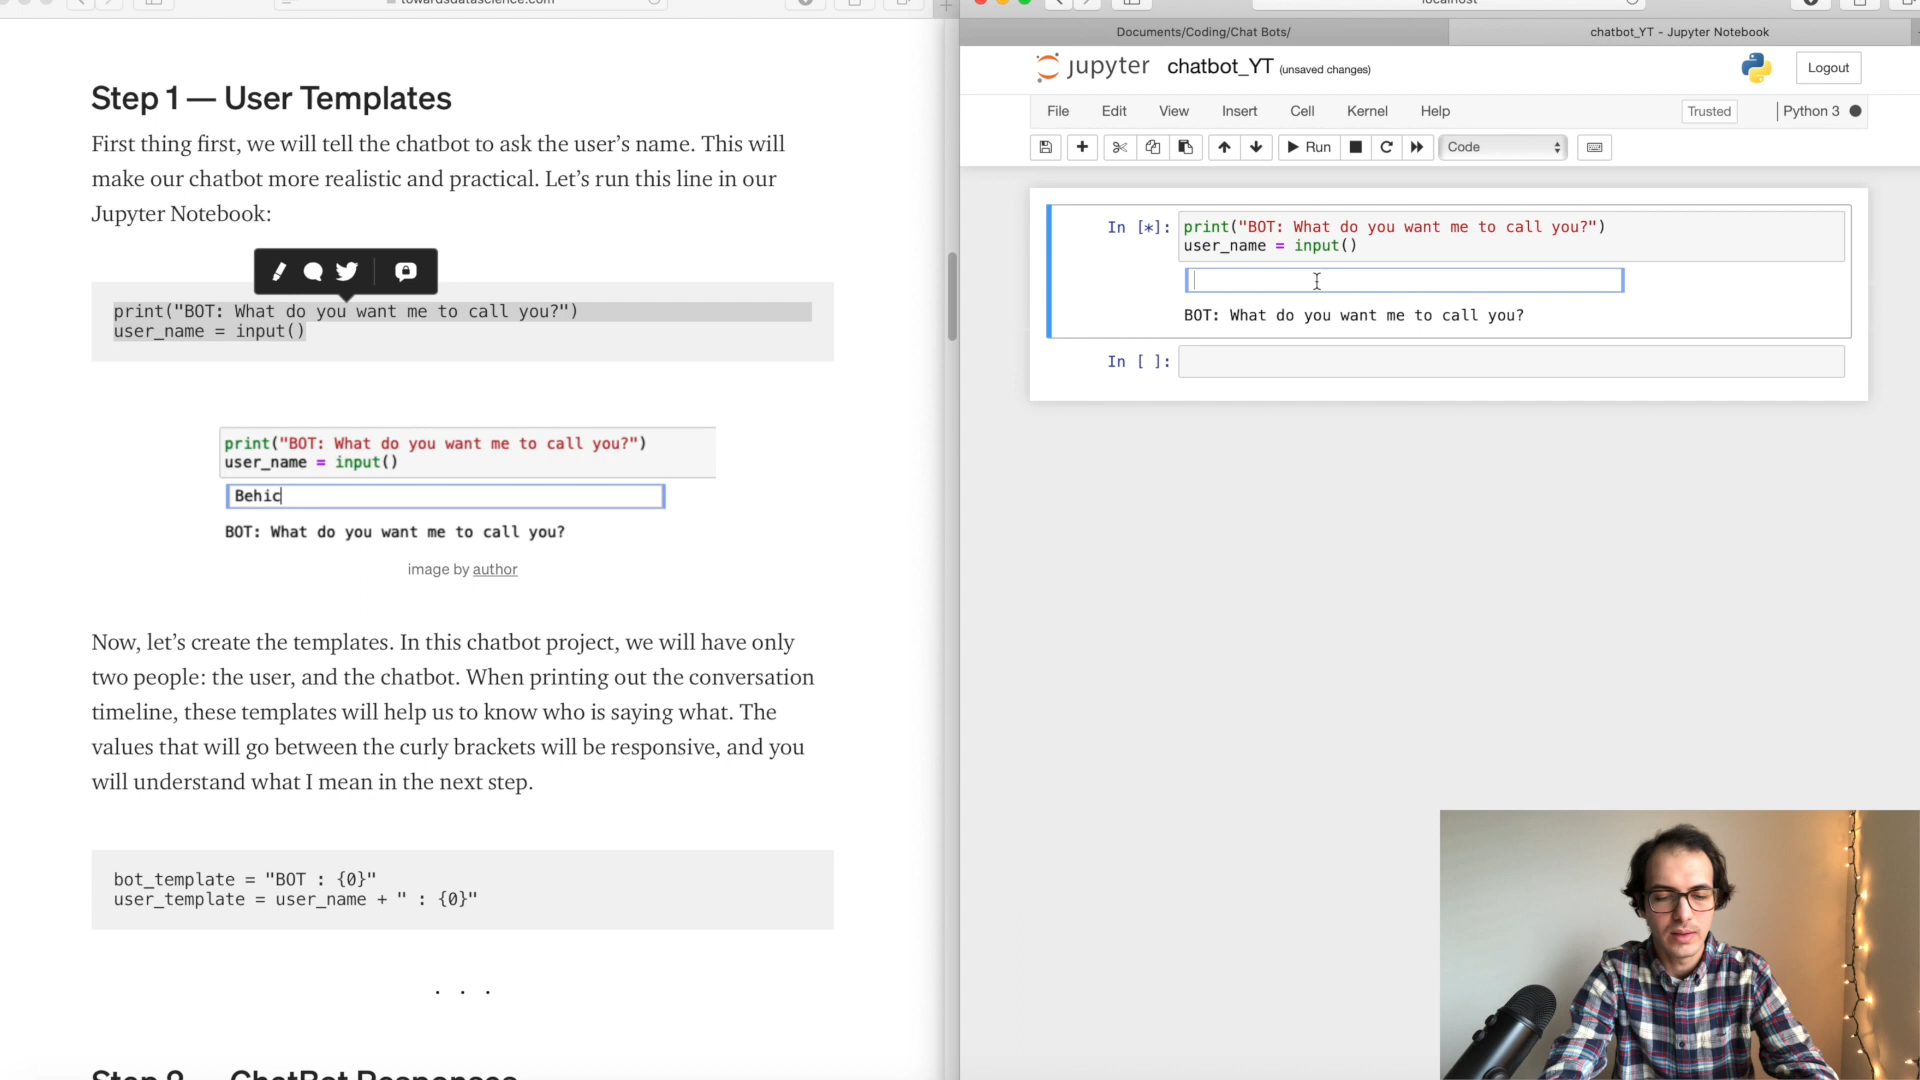 towardsdatascience.com
Step 1 — User Templates
First thing first, we will tell the chatbot to ask the user’s name. This will
make our chatbot more realistic and practical. Let’s run this line in our
Jupyter Notebook:
print("BOT: What do you want me to call you?")
user_name = input()
print("BOT: What do you want me to call you?")
user_name = input()
Behic
BOT: What do you want me to call you?
image by author
Now, let’s create the templates. In this chatbot project, we will have only
two people: the user, and the chatbot. When printing out the conversation
timeline, these templates will help us to know who is saying what. The
values that will go between the curly brackets will be responsive, and you
will understand what I mean in the next step.
bot_template = "BOT : {0}"
user_template = user_name + " : {0}"
. . .
Step 2 — ChatBot Responses
localhost
Documents/Coding/Chat Bots/
chatbot_YT - Jupyter Notebook
jupyter chatbot_YT (unsaved changes)
Logout
File Edit View Insert Cell Kernel Help
Trusted
Python 3
Run
Code
In [*]:
print("BOT: What do you want me to call you?")
user_name = input()
BOT: What do you want me to call you?
In [ ]: